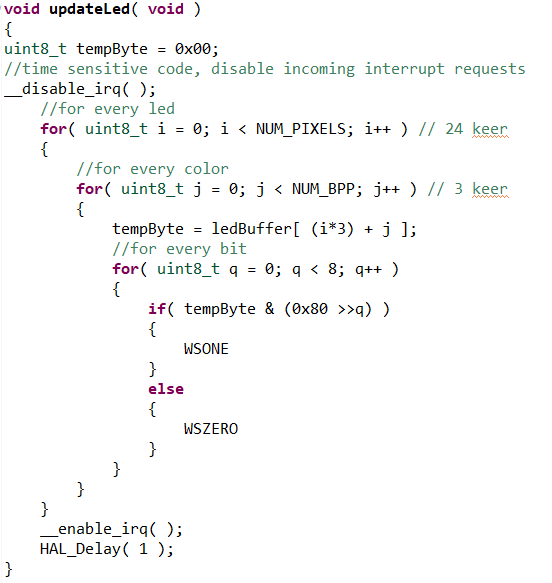 void updateLed( void )
{
uint8_t tempByte = 0x00;
//time sensitive code, disable incoming interrupt requests
__disable_irq( );
    //for every led
    for( uint8_t i = 0; i < NUM_PIXELS; i++ ) // 24 keer
    {
        //for every color
        for( uint8_t j = 0; j < NUM_BPP; j++ ) // 3 keer
        {
            tempByte = ledBuffer[ (i*3) + j ];
            //for every bit
            for( uint8_t q = 0; q < 8; q++ )
            {
                if( tempByte & (0x80 >>q) )
                {
                    WSONE
                }
                else
                {
                    WSZERO
                }
            }
        }
    }
    __enable_irq( );
    HAL_Delay( 1 );
}